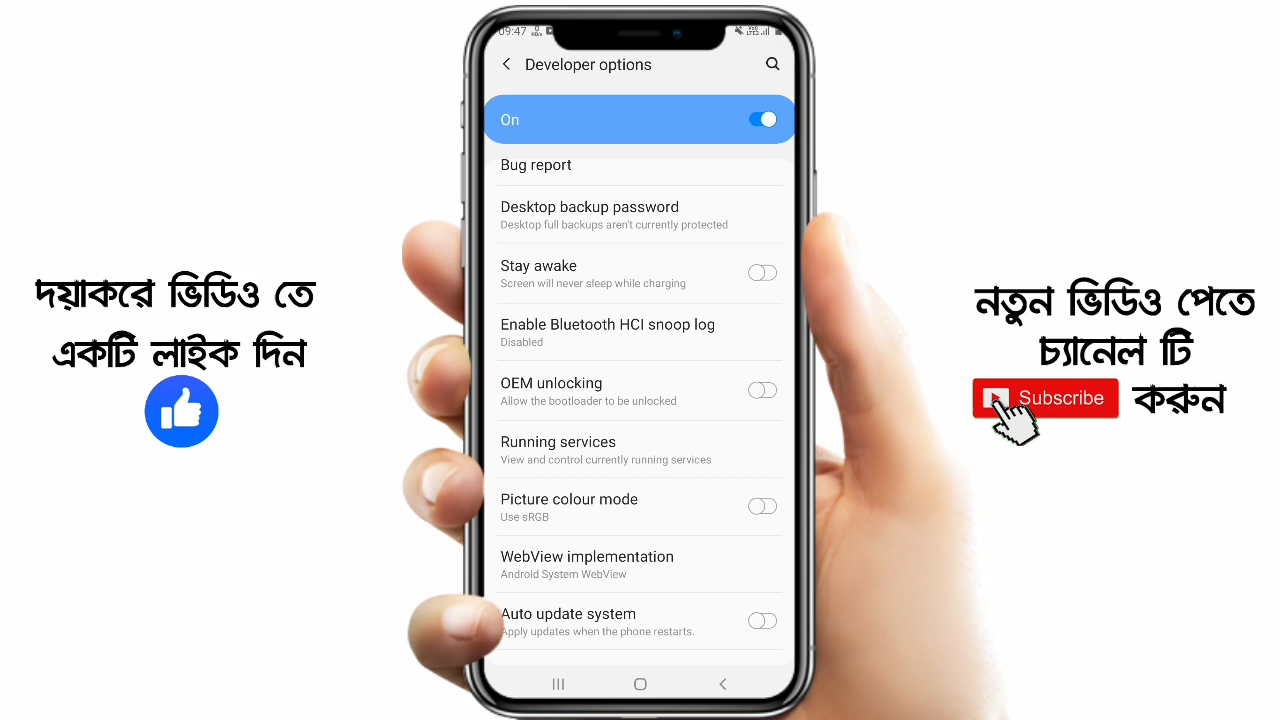 09:47
Developer options
On
Bug report
Desktop backup password
Desktop full backups aren't currently protected
Stay awake
Screen will never sleep while charging
Enable Bluetooth HCI snoop log
Disabled
OEM unlocking
Allow the bootloader to be unlocked
Running services
View and control currently running services
Picture colour mode
Use sRGB
WebView implementation
Android System WebView
Auto update system
Apply updates when the phone restarts.
দয়াকরে ভিডিও তে
একটি লাইক দিন
নতুন ভিডিও পেতে
চ্যানেল টি
Subscribe করুন